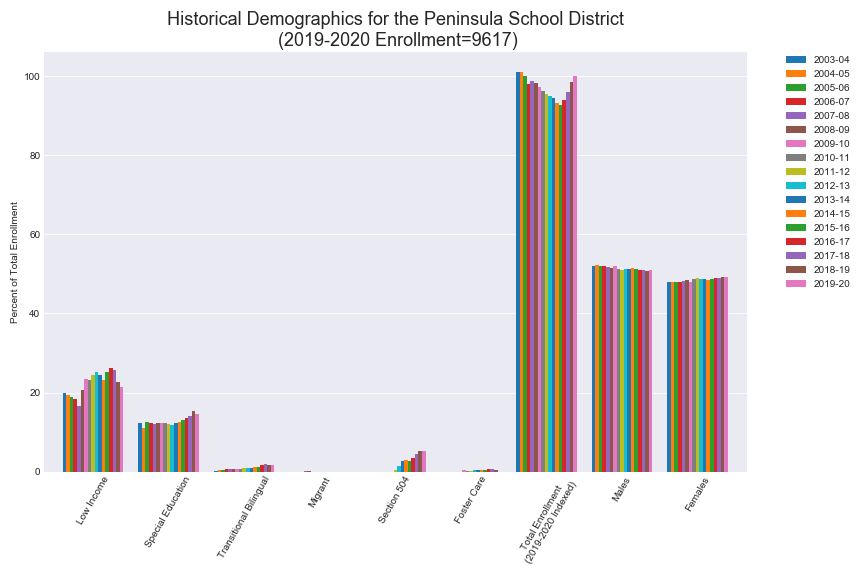 Historical Demographics for the Peninsula School District
(2019-2020 Enrollment=9617)
Percent of Total Enrollment
100
80
60
40
20
0
Low Income
Special Education
Transitional Bilingual
Migrant
Section 504
Foster Care
Total Enrollment
(2019-2020 Indexed)
Males
Females
2003-04
2004-05
2005-06
2006-07
2007-08
2008-09
2009-10
2010-11
2011-12
2012-13
2013-14
2014-15
2015-16
2016-17
2017-18
2018-19
2019-20